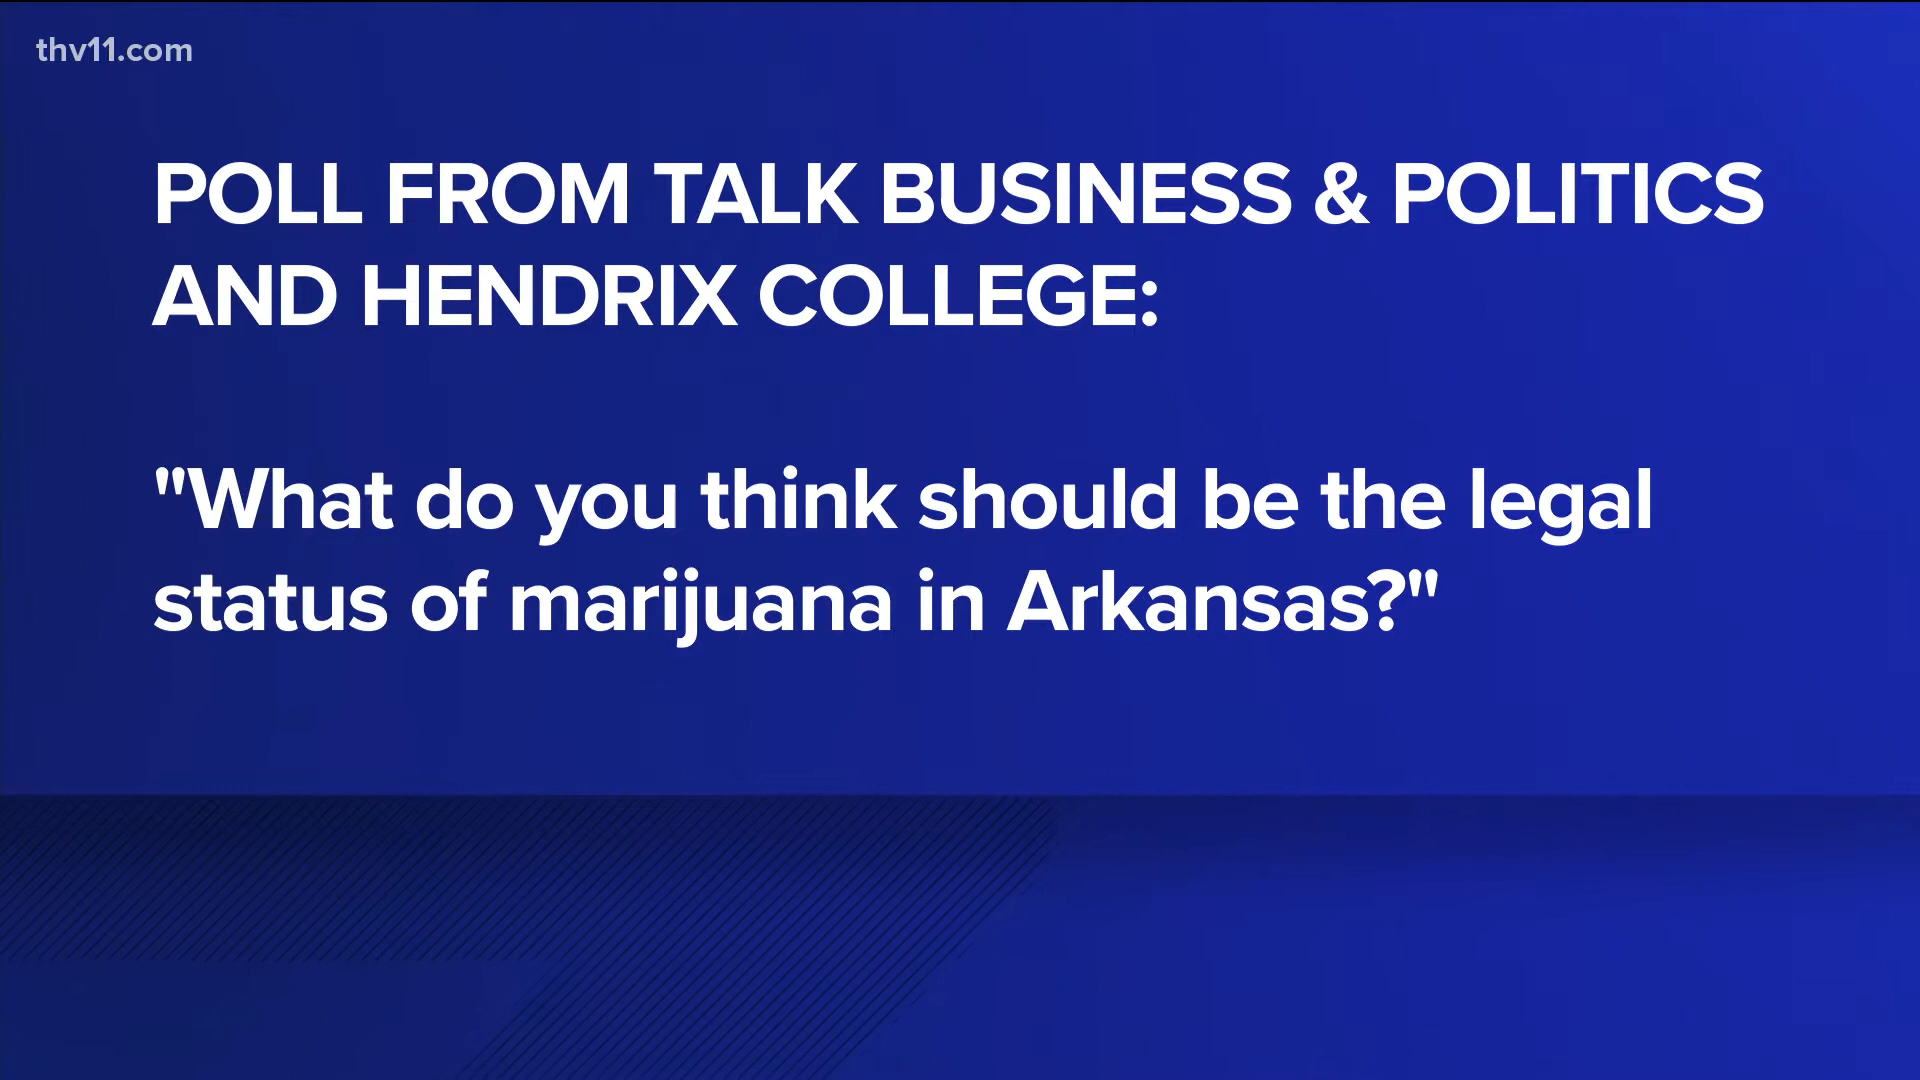 thv11.com
POLL FROM TALK BUSINESS & POLITICS
AND HENDRIX COLLEGE:
"What do you think should be the legal
status of marijuana in Arkansas?"